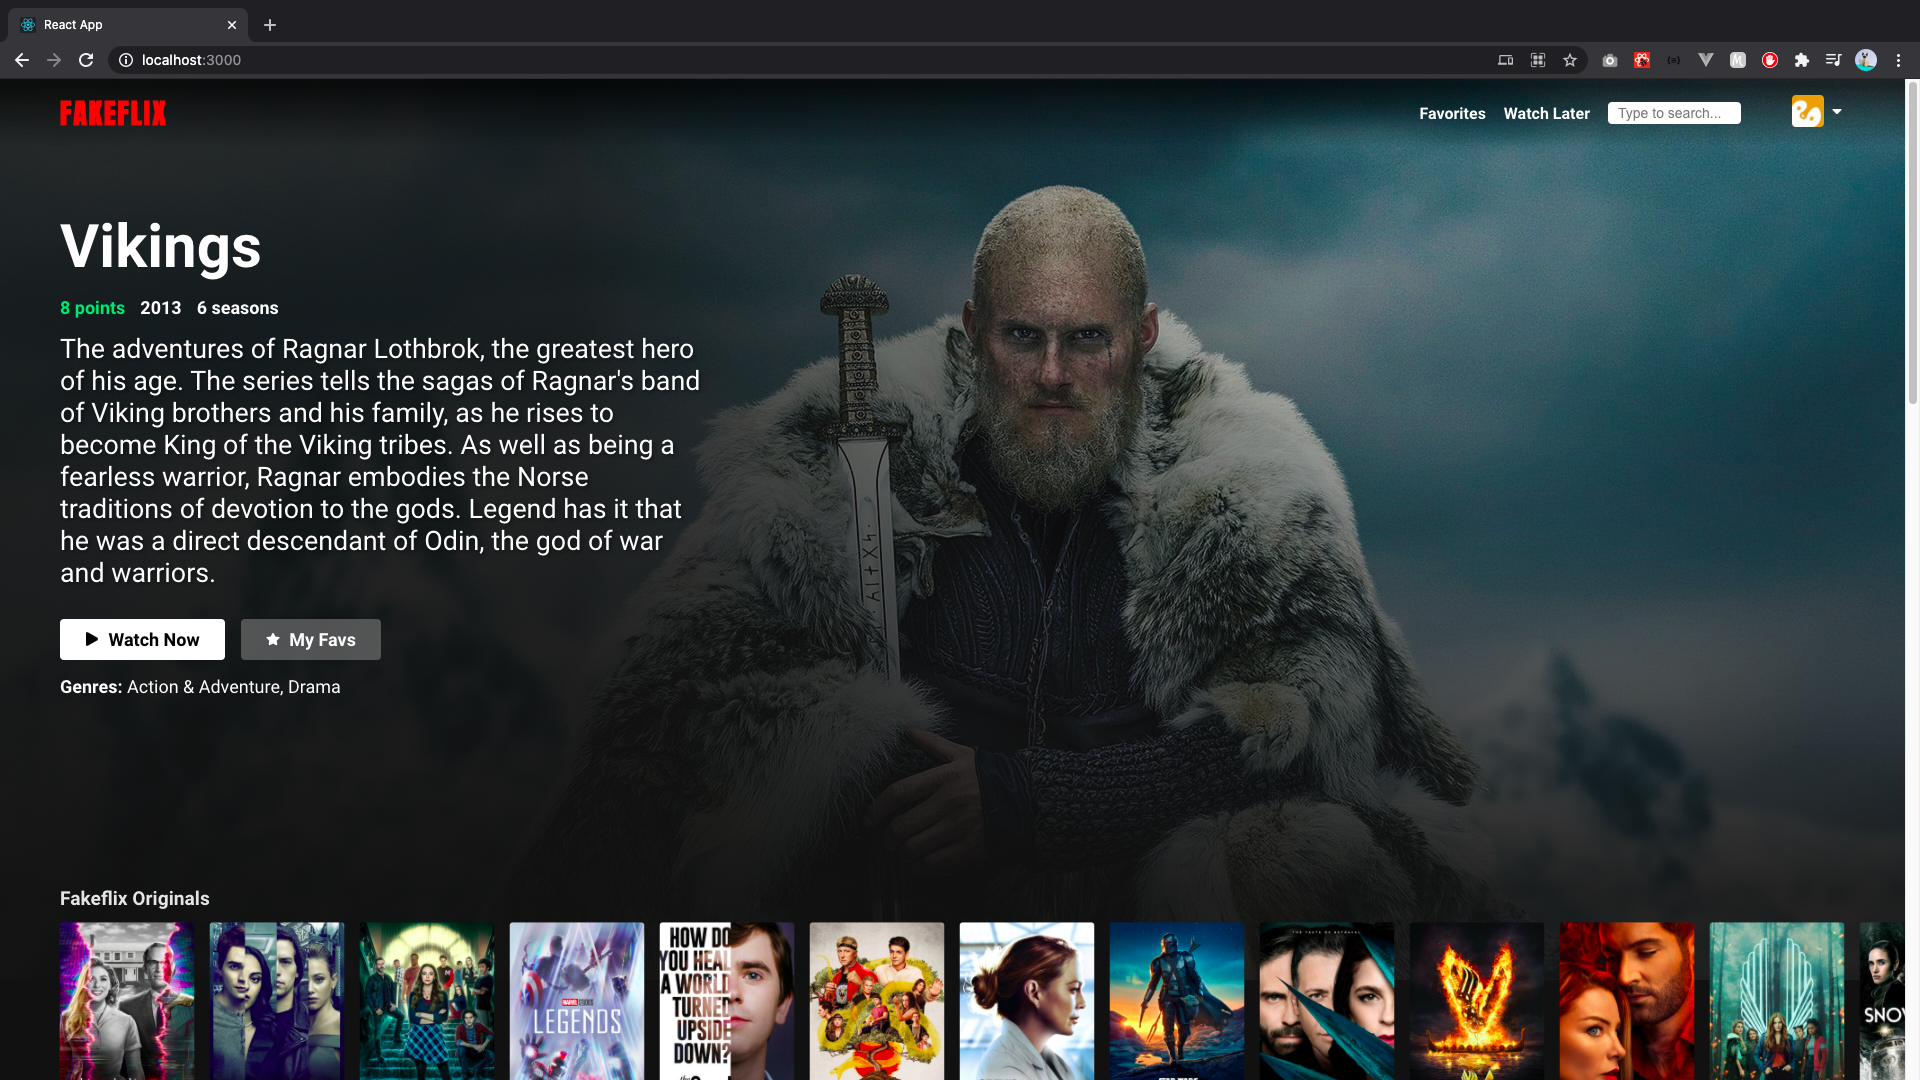 React App
localhost:3000
FAKEFLIX
Favorites
Watch Later
Type to search...
Vikings
8 points 2013 6 seasons
The adventures of Ragnar Lothbrok, the greatest hero
of his age. The series tells the sagas of Ragnar's band
of Viking brothers and his family, as he rises to
become King of the Viking tribes. As well as being a
fearless warrior, Ragnar embodies the Norse
traditions of devotion to the gods. Legend has it that
he was a direct descendant of Odin, the god of war
and warriors.
Watch Now
My Favs
Genres: Action & Adventure, Drama
Fakeflix Originals
MARVEL STUDIOS
LEGENDS
HOW DO
YOU HEAL
A WORLD
TURNED
UPSIDE
DOWN?
THE TASTE OF BETRAYAL
SNO